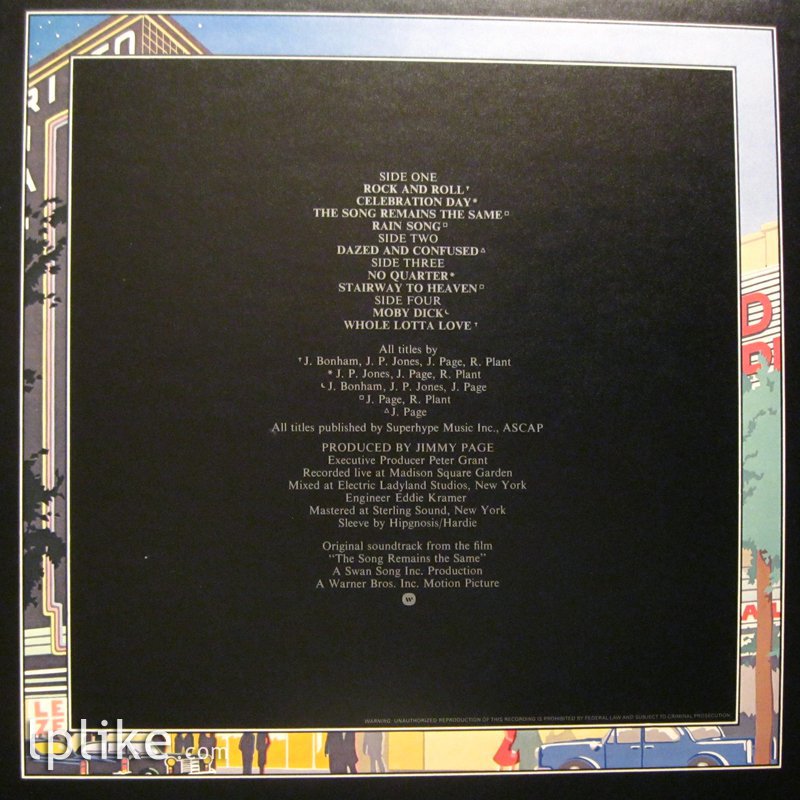 SIDE ONE
ROCK AND ROLL†
CELEBRATION DAY*
THE SONG REMAINS THE SAME□
RAIN SONG□
SIDE TWO
DAZED AND CONFUSED△
SIDE THREE
NO QUARTER*
STAIRWAY TO HEAVEN□
SIDE FOUR
MOBY DICK˪
WHOLE LOTTA LOVE†
All titles by
†J. Bonham, J. P. Jones, J. Page, R. Plant
*J. P. Jones, J. Page, R. Plant
˪J. Bonham, J. P. Jones, J. Page
□J. Page, R. Plant
△J. Page
All titles published by Superhype Music Inc., ASCAP
PRODUCED BY JIMMY PAGE
Executive Producer Peter Grant
Recorded live at Madison Square Garden
Mixed at Electric Ladyland Studios, New York
Engineer Eddie Kramer
Mastered at Sterling Sound, New York
Sleeve by Hipgnosis/Hardie
Original soundtrack from the film
"The Song Remains the Same"
A Swan Song Inc. Production
A Warner Bros. Inc. Motion Picture
W
WARNING: UNAUTHORIZED REPRODUCTION OF THIS RECORDING IS PROHIBITED BY FEDERAL LAW AND SUBJECT TO CRIMINAL PROSECUTION
LE
ZE
AL
lplike.com